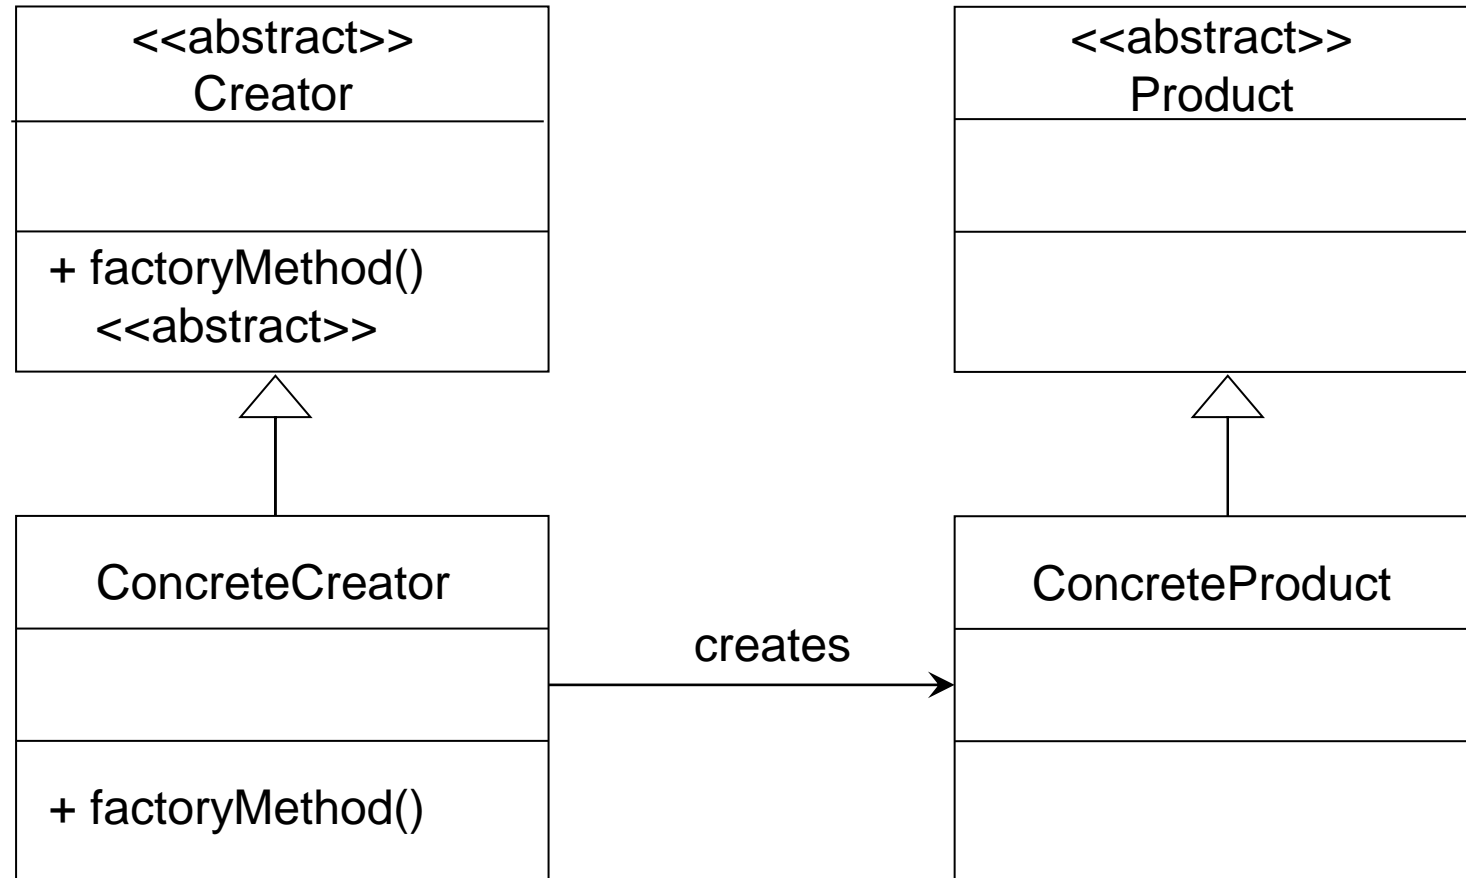 <<abstract>>
Creator
+ factoryMethod()
<<abstract>>
<<abstract>>
Product
ConcreteCreator
+ factoryMethod()
creates
ConcreteProduct